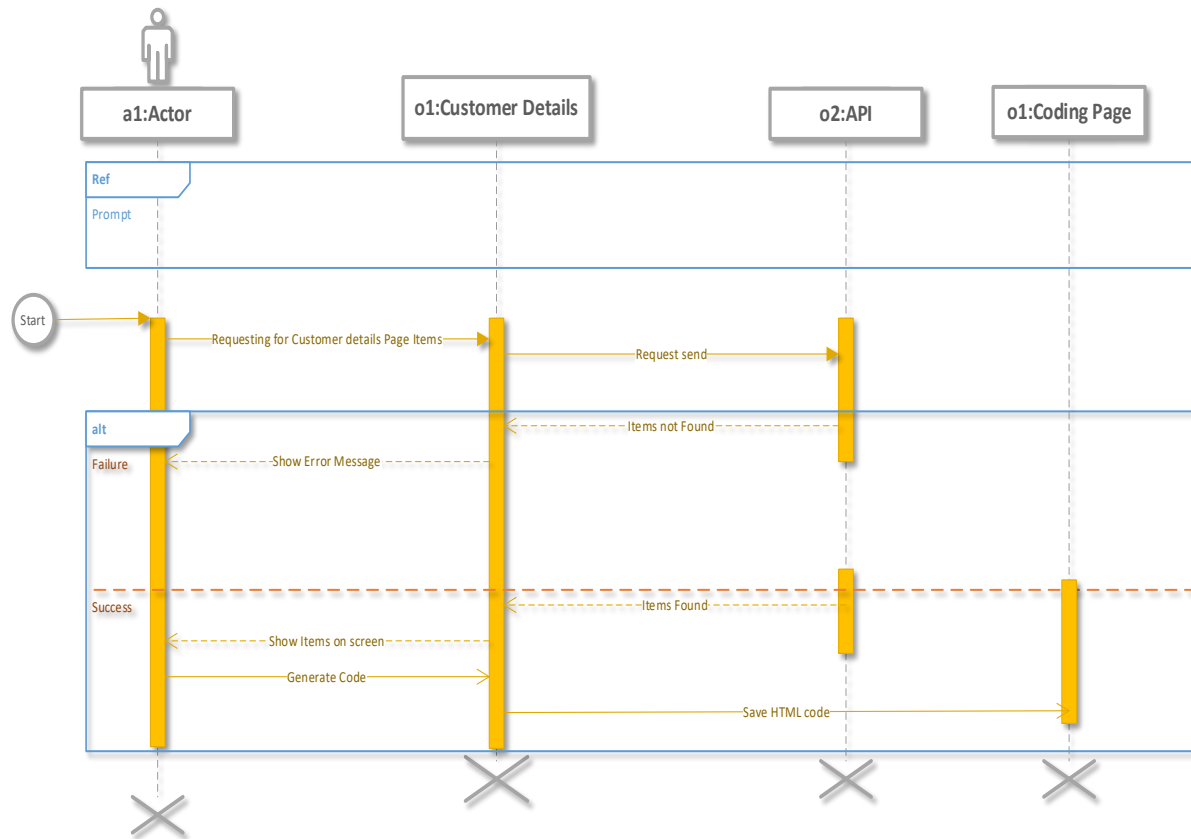 a1:Actor
o1:Customer Details
o2:API
o1:Coding Page
Ref
Prompt
Start
Requesting for Customer details Page Items
Request send
alt
Items not Found
Failure
Show Error Message
Success
Items Found
Show Items on screen
Generate Code
Save HTML code